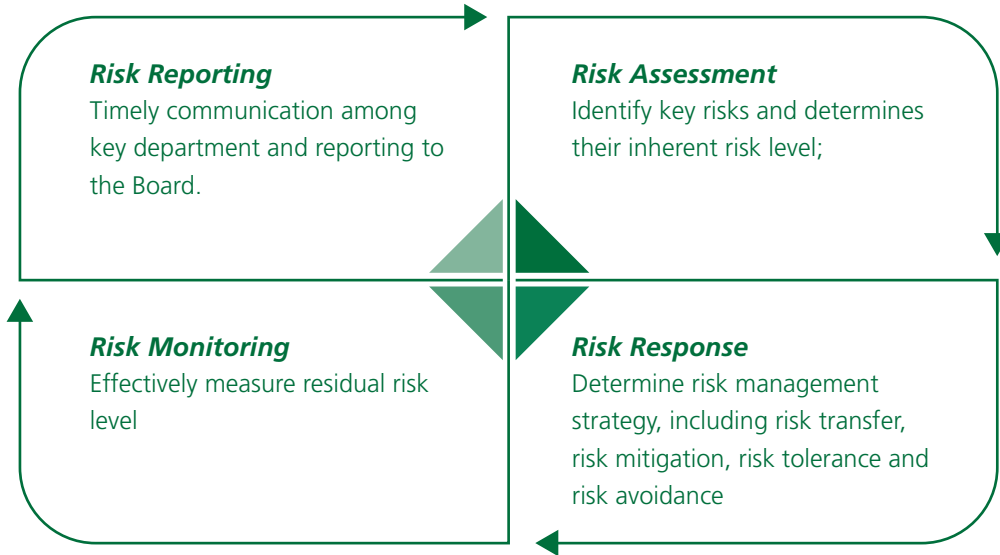 Risk Reporting
Timely communication among
key department and reporting to
the Board.
Risk Assessment
Identify key risks and determines
their inherent risk level;
Risk Monitoring
Effectively measure residual risk
level
Risk Response
Determine risk management
strategy, including risk transfer,
risk mitigation, risk tolerance and
risk avoidance